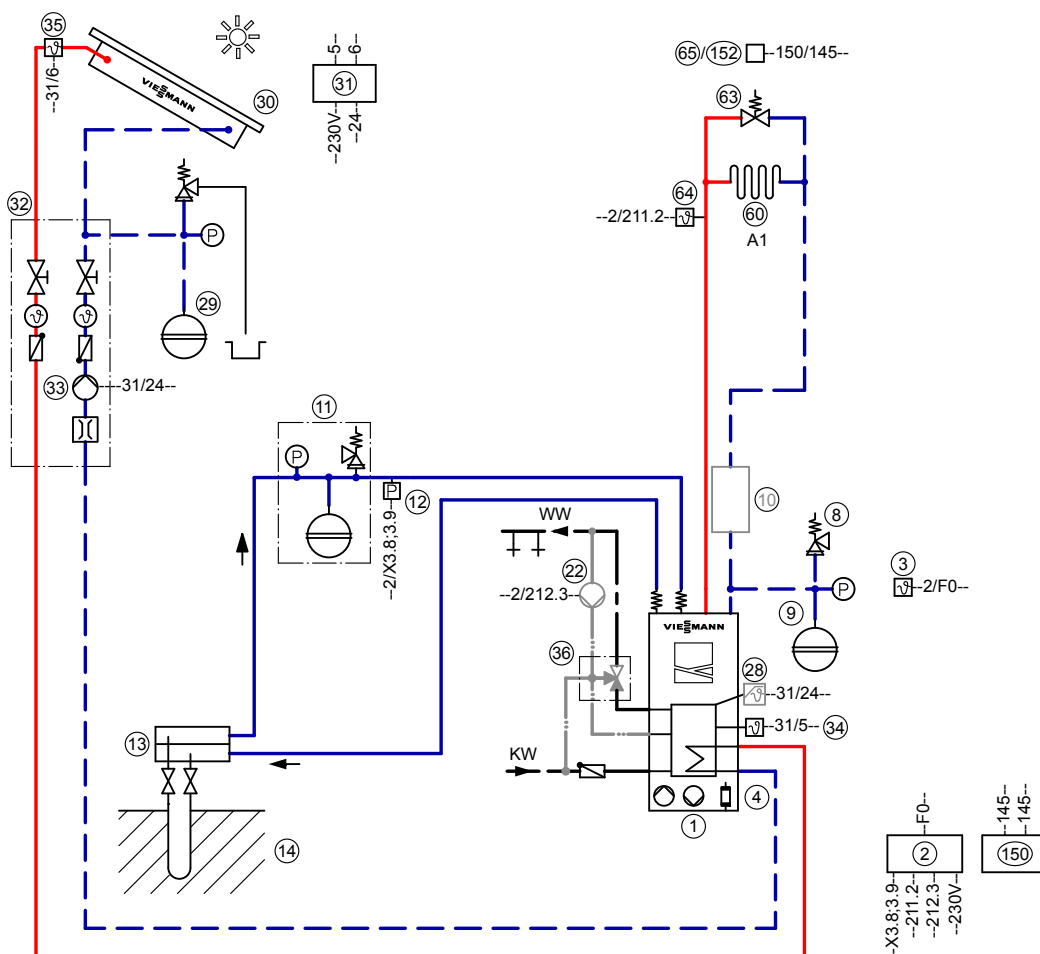 35
--31/6--
VIESSMANN
30
--5--
--6--
31
--230V--
--24--
65/152 --150/145--
63
64
--2/211.2--
60
A1
32
P
29
33
----31/24--
11
P
P
12
--2/X3.8;3.9--
WW
22
--2/212.3--
10
8
3
--2/F0--
P
9
VIESMANN
36
28
--31/24--
--31/5-- 34
13
KW
4
1
14
--F0--
2
-X3.8;3.9-
--211.2--
--212.3--
--230V--
--145--
--145--
150